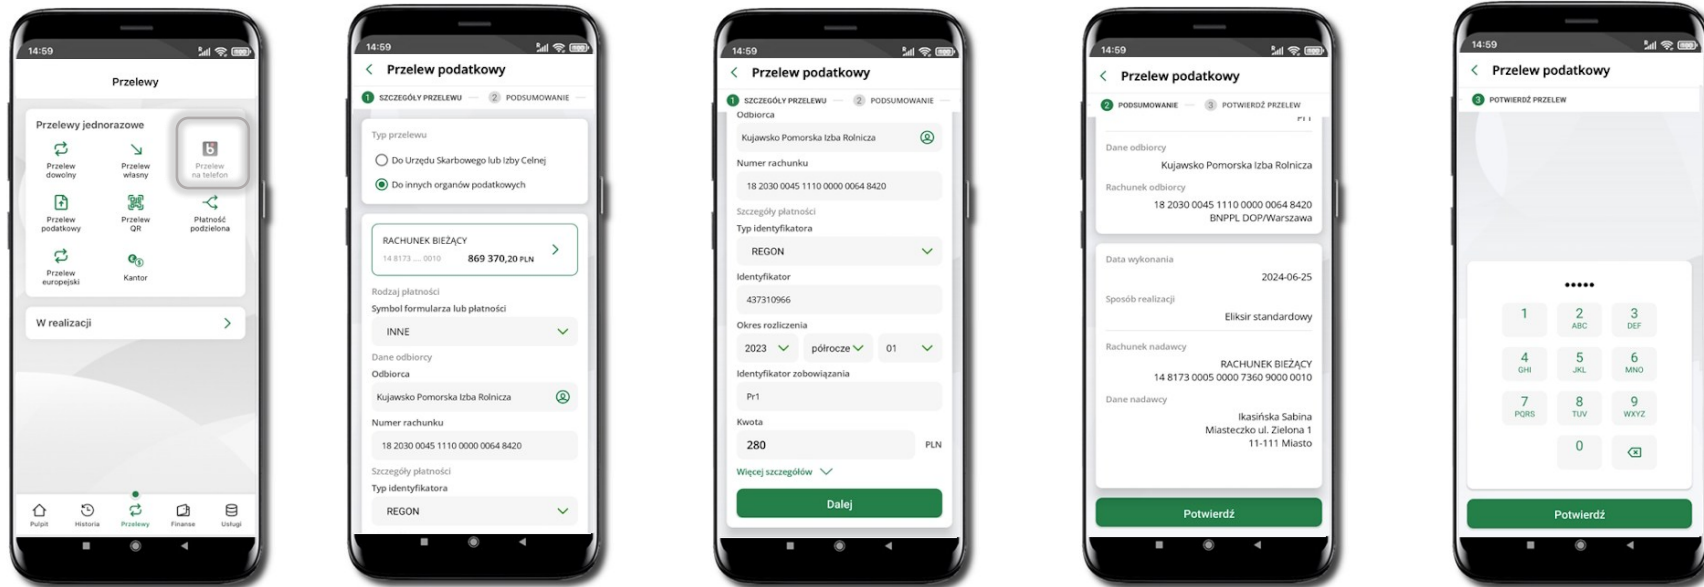 14:59
Przelewy
Przelewy jednorazowe
Przelew
dowolny
Przelew
własny
Przelew
na telefon
Przelew
podatkowy
Przelew
QR
Płatność
podzielona
Przelew
europejski
Kantor
W realizacji
Pulpit
Historia
Przelewy
Finanse
Usługi
14:59
Przelew podatkowy
1 SZCZEGÓŁY PRZELEWU 2 PODSUMOWANIE
Typ przelewu
Do Urzędu Skarbowego lub Izby Celnej
Do innych organów podatkowych
RACHUNEK BIEŻĄCY
14 8173 .... 0010 869 370,20 PLN
Rodzaj płatności
Symbol formularza lub płatności
INNE
Dane odbiorcy
Odbiorca
Kujawsko Pomorska Izba Rolnicza
Numer rachunku
18 2030 0045 1110 0000 0064 8420
Szczegóły płatności
Typ identyfikatora
REGON
14:59
Przelew podatkowy
1 SZCZEGÓŁY PRZELEWU 2 PODSUMOWANIE
Odbiorca
Kujawsko Pomorska Izba Rolnicza
Numer rachunku
18 2030 0045 1110 0000 0064 8420
Szczegóły płatności
Typ identyfikatora
REGON
Identyfikator
437310966
Okres rozliczenia
2023 półrocze 01
Identyfikator zobowiązania
Pr1
Kwota
280 PLN
Więcej szczegółów
Dalej
14:59
Przelew podatkowy
2 PODSUMOWANIE 3 POTWIERDŹ PRZELEW
Pr1
Dane odbiorcy
Kujawsko Pomorska Izba Rolnicza
Rachunek odbiorcy
18 2030 0045 1110 0000 0064 8420
BNPPL DOP/Warszawa
Data wykonania
2024-06-25
Sposób realizacji
Eliksir standardowy
Rachunek nadawcy
RACHUNEK BIEŻĄCY
14 8173 0005 0000 7360 9000 0010
Dane nadawcy
Ikasińska Sabina
Miasteczko ul. Zielona 1
11-111 Miasto
Potwierdź
14:59
Przelew podatkowy
3 POTWIERDŹ PRZELEW
•••••
1 2 3
ABC DEF
4 5 6
GHI JKL MNO
7 8 9
PQRS TUV WXYZ
0
Potwierdź